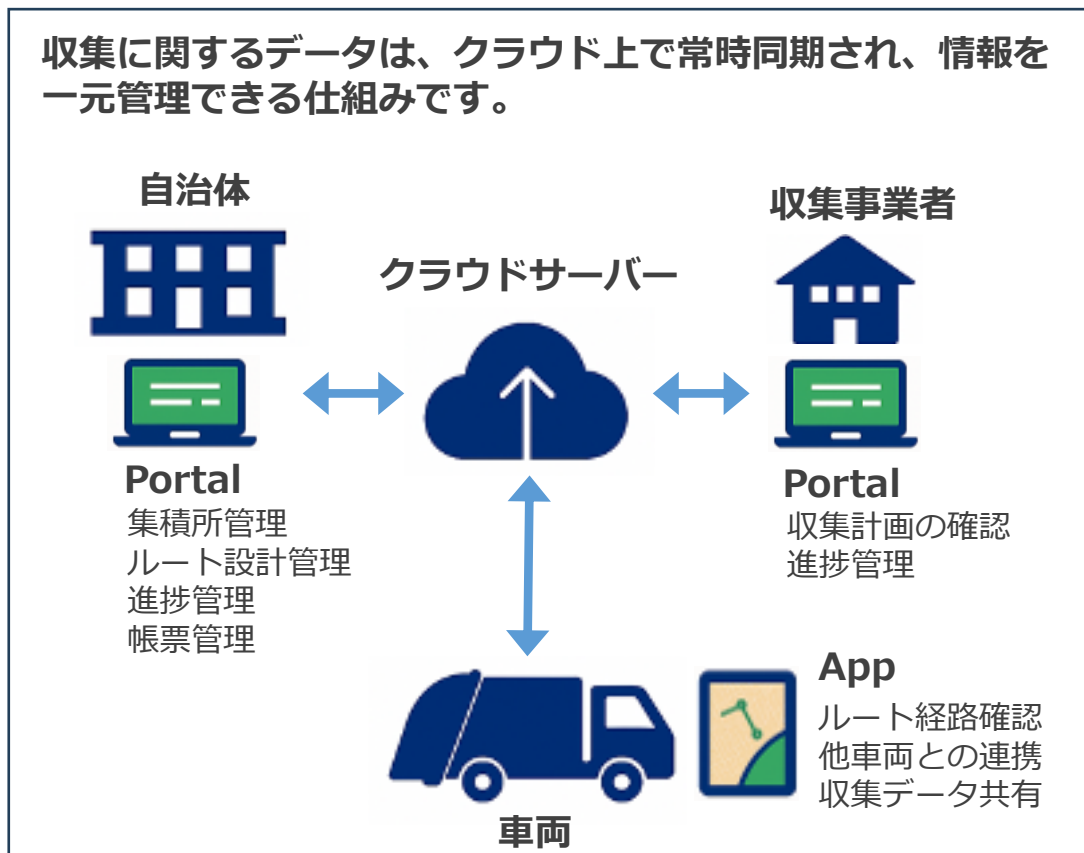 収集に関するデータは、クラウド上で常時同期され、情報を
一元管理できる仕組みです。
自治体
収集事業者
クラウドサーバー
Portal
集積所管理
ルート設計管理
進捗管理
帳票管理
Portal
収集計画の確認
進捗管理
App
ルート経路確認
他車両との連携
収集データ共有
車両